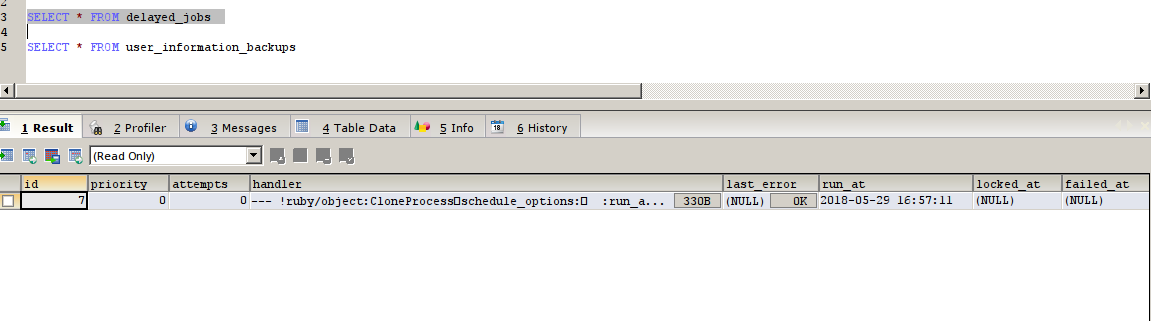 2
3 SELECT * FROM delayed_jobs
4
5 SELECT * FROM user_information_backups
1 Result 2 Profiler 3 Messages 4 Table Data 5 Info 6 History
(Read Only)
id priority attempts handler last_error run_at locked_at failed_at
7 0 0 --- !ruby/object:CloneProcess□schedule_options:□ :run_a... 330B (NULL) 0K 2018-05-29 16:57:11 (NULL) (NULL)